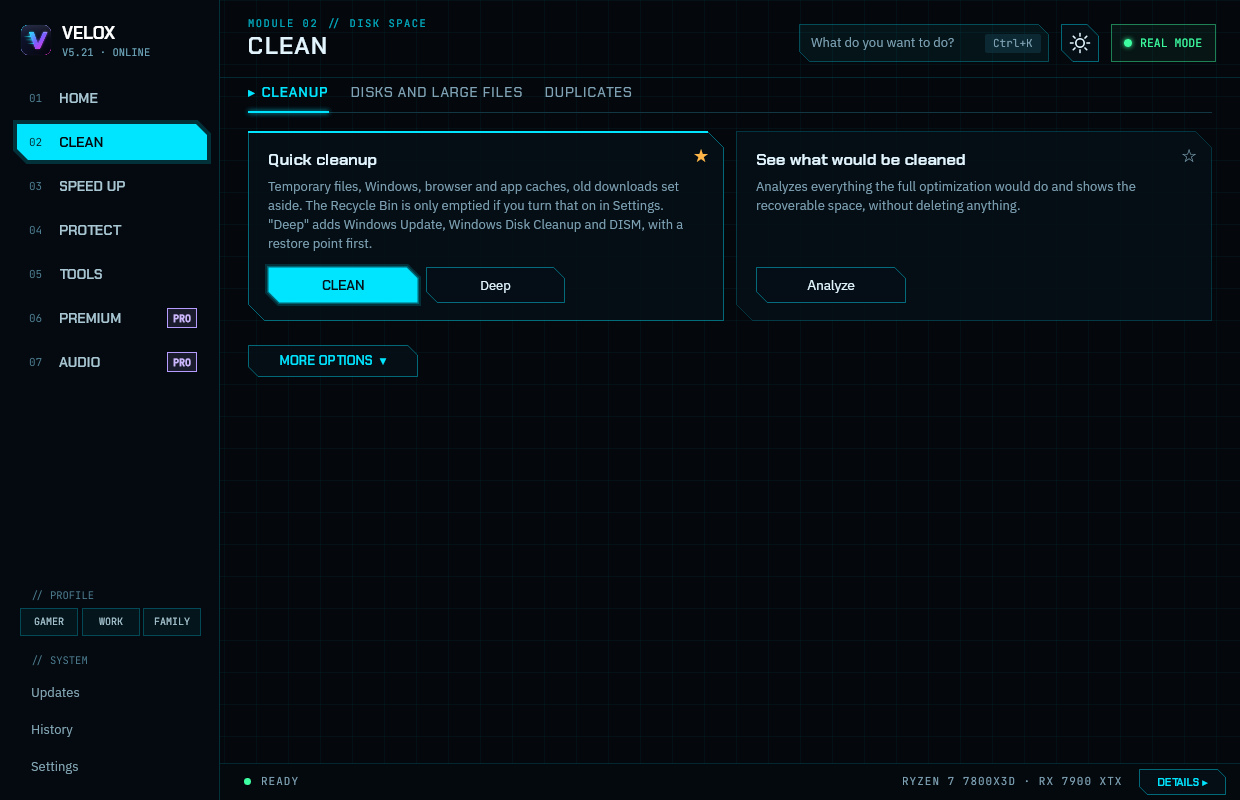 VELOX
V5.21 · ONLINE
01 HOME
02 CLEAN
03 SPEED UP
04 PROTECT
05 TOOLS
06 PREMIUM PRO
07 AUDIO PRO
// PROFILE
GAMER WORK FAMILY
// SYSTEM
Updates
History
Settings
MODULE 02 // DISK SPACE
CLEAN
What do you want to do? Ctrl+K
REAL MODE
▸ CLEANUP DISKS AND LARGE FILES DUPLICATES
Quick cleanup ★
Temporary files, Windows, browser and app caches, old downloads set
aside. The Recycle Bin is only emptied if you turn that on in Settings.
"Deep" adds Windows Update, Windows Disk Cleanup and DISM, with a
restore point first.
CLEAN Deep
See what would be cleaned ☆
Analyzes everything the full optimization would do and shows the
recoverable space, without deleting anything.
Analyze
MORE OPTIONS ▾
READY
RYZEN 7 7800X3D · RX 7900 XTX
DETAILS ▸